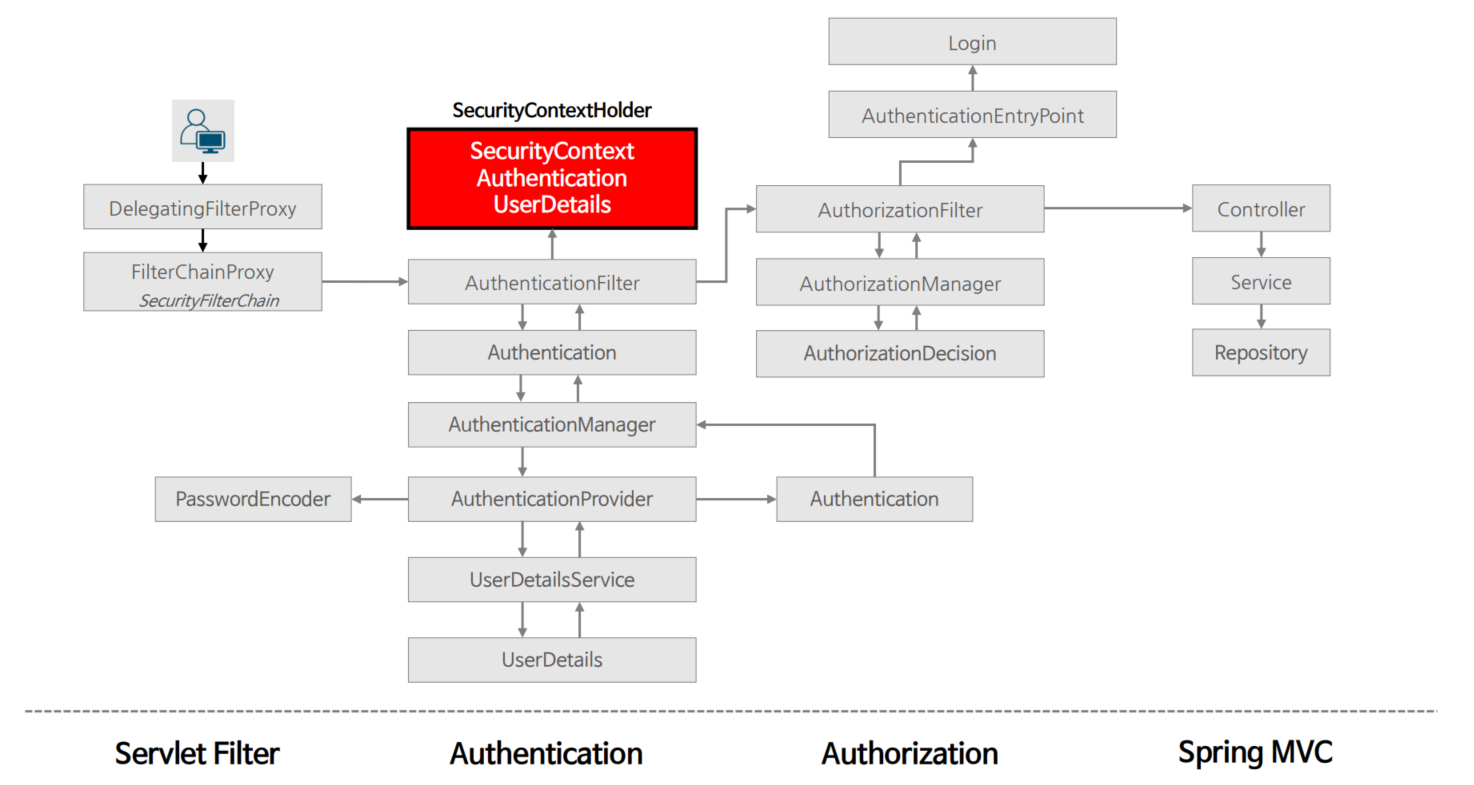 Login
AuthenticationEntryPoint
SecurityContextHolder
SecurityContext
Authentication
UserDetails
DelegatingFilterProxy
FilterChainProxy
SecurityFilterChain
AuthenticationFilter
Authentication
AuthenticationManager
AuthenticationProvider
PasswordEncoder
Authentication
UserDetailsService
UserDetails
AuthorizationFilter
AuthorizationManager
AuthorizationDecision
Controller
Service
Repository
Servlet Filter
Authentication
Authorization
Spring MVC